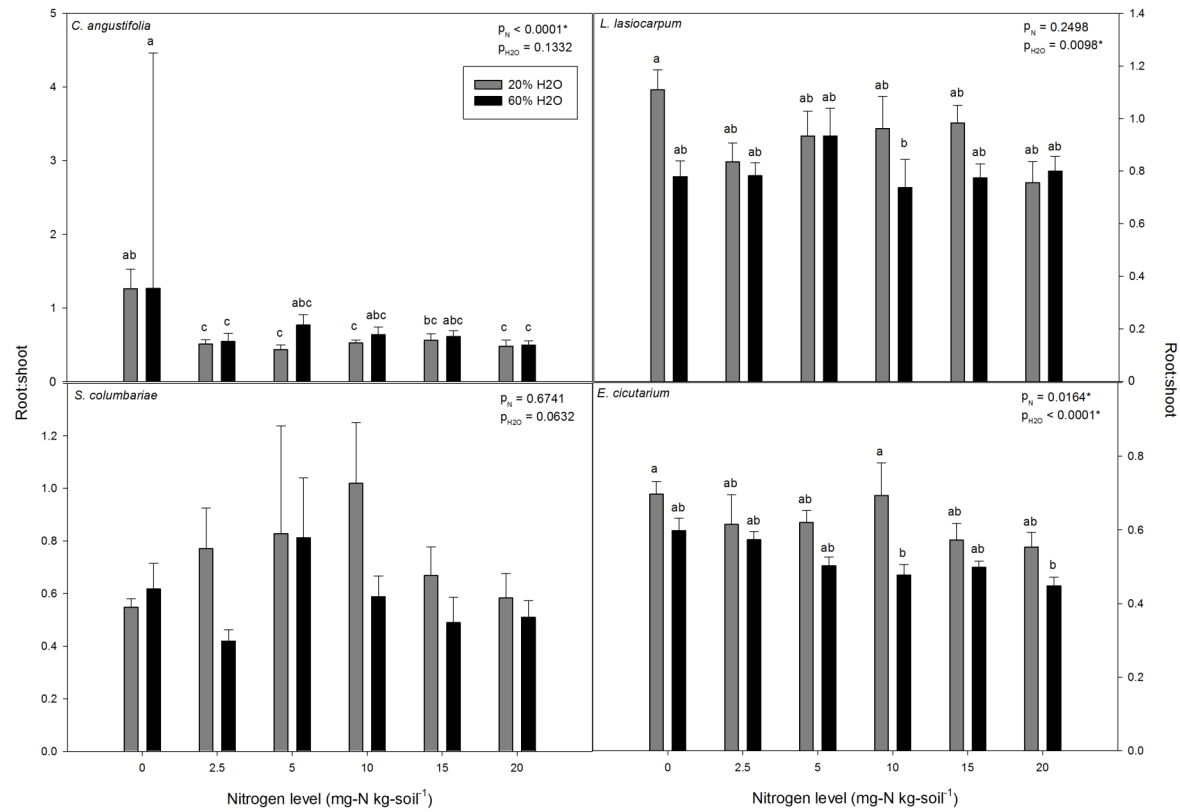 C. angustifolia
pN < 0.0001*
pH2O = 0.1332
20% H2O
60% H2O
5
4
3
2
1
0
ab
a
c
c
c
abc
c
abc
bc
abc
c
c
L. lasiocarpum
pN = 0.2498
pH2O = 0.0098*
1.4
1.2
1.0
0.8
0.6
0.4
0.2
0
a
ab
ab
ab
ab
ab
ab
b
ab
ab
ab
ab
Root:shoot
Root:shoot
S. columbariae
pN = 0.6741
pH2O = 0.0632
1.2
1.0
0.8
0.6
0.4
0.2
0.0
0
2.5
5
10
15
20
Nitrogen level (mg-N kg-soil⁻¹)
E. cicutarium
pN = 0.0164*
pH2O < 0.0001*
0.8
0.6
0.4
0.2
0.0
a
ab
ab
ab
ab
ab
a
b
ab
ab
ab
b
0
2.5
5
10
15
20
Nitrogen level (mg-N kg-soil⁻¹)